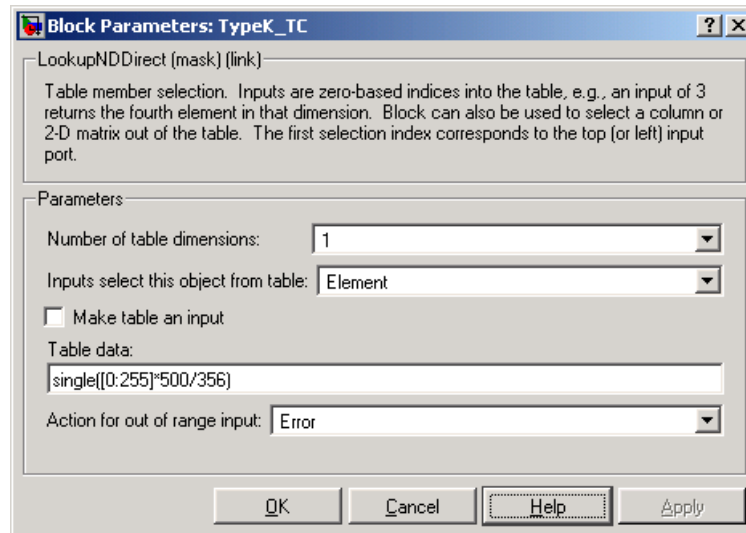 Block Parameters: TypeK_TC
LookupNDDirect (mask) (link)
Table member selection. Inputs are zero-based indices into the table, e.g., an input of 3
returns the fourth element in that dimension. Block can also be used to select a column or
2-D matrix out of the table. The first selection index corresponds to the top (or left) input
port.
Parameters
Number of table dimensions: 1
Inputs select this object from table: Element
Make table an input
Table data:
single([0:255]*500/356)
Action for out of range input: Error
OK Cancel Help Apply